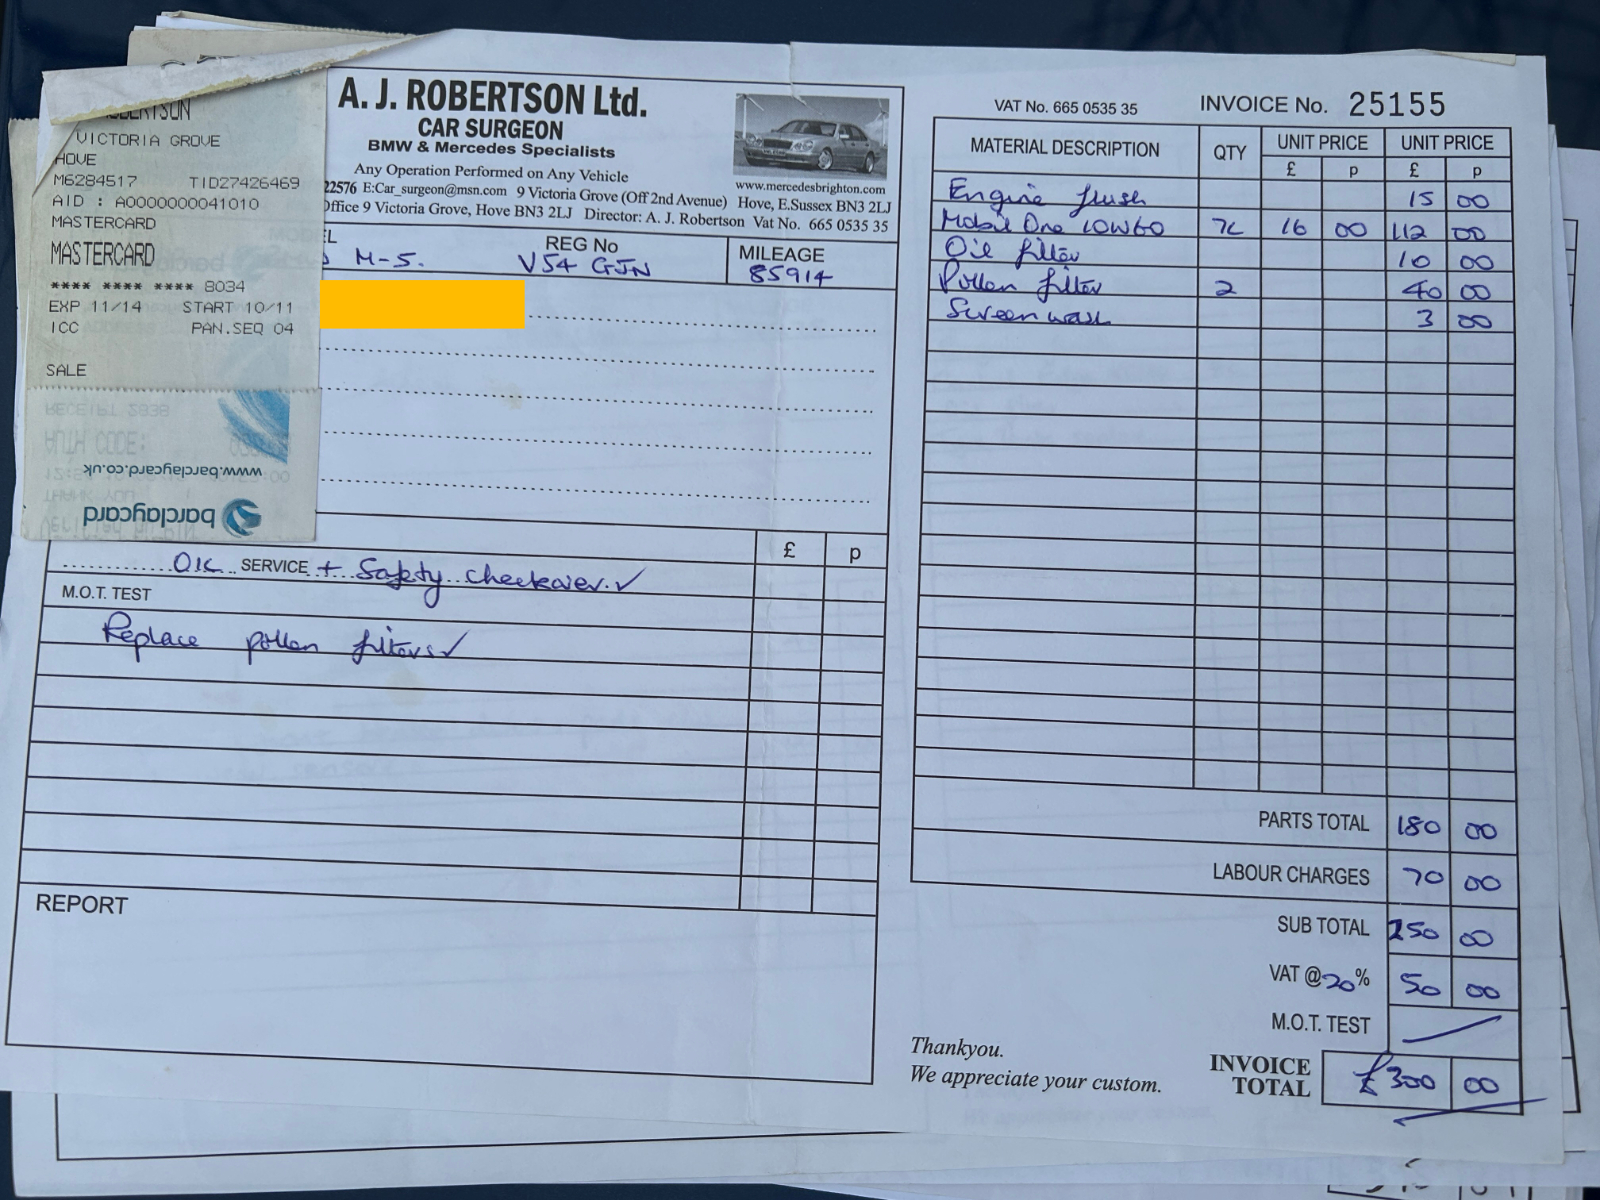 VICTORIA GROVE
HOVE
M6284517 TID27426469
AID : A0000000041010
MASTERCARD
MASTERCARD
**** **** **** 8034
EXP 11/14 START 10/11
ICC PAN.SEQ 04
SALE
RECEIPT 2838
AUTH CODE:
www.barclaycard.co.uk
THANK YOU
barclaycard
A. J. ROBERTSON Ltd.
CAR SURGEON
BMW & Mercedes Specialists
Any Operation Performed on Any Vehicle
22576 E:Car_surgeon@msn.com 9 Victoria Grove (Off 2nd Avenue) Hove, E.Sussex BN3 2LJ
www.mercedesbrighton.com
Office 9 Victoria Grove, Hove BN3 2LJ Director: A. J. Robertson Vat No. 665 0535 35
REG No MILEAGE
M-5. V54 GJN 85914
£ p
OIL SERVICE + Safety checkover ✓
M.O.T. TEST
Replace pollen filters ✓
REPORT
VAT No. 665 0535 35 INVOICE No. 25155
MATERIAL DESCRIPTION QTY UNIT PRICE UNIT PRICE
£ p £ p
Engine flush 15 00
Mobil One 10W60 7L 16 00 112 00
Oil filter 10 00
Pollen filter 2 40 00
Screenwash 3 00
PARTS TOTAL 180 00
LABOUR CHARGES 70 00
SUB TOTAL 250 00
VAT @ 20 % 50 00
M.O.T. TEST
Thankyou.
We appreciate your custom.
INVOICE TOTAL £300 00